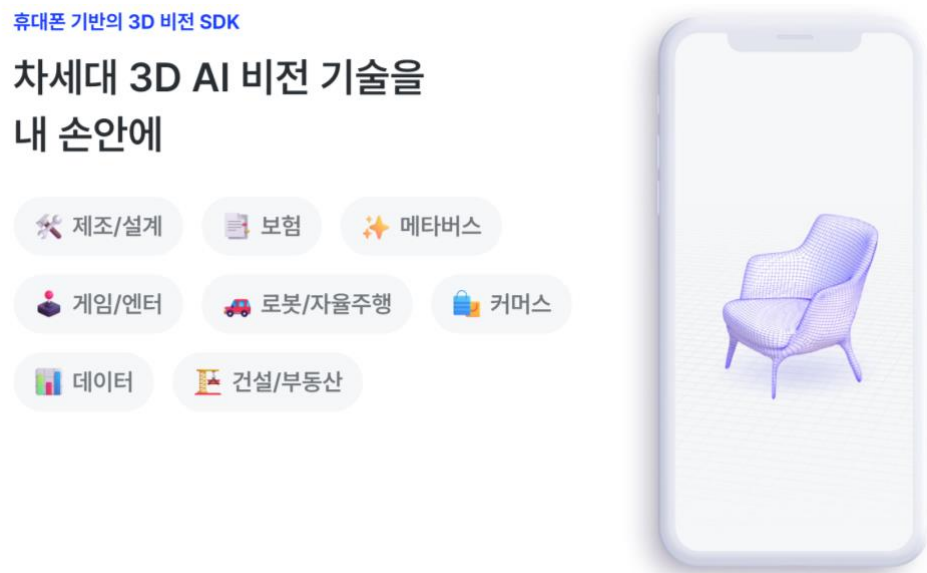 휴대폰 기반의 3D 비전 SDK
차세대 3D AI 비전 기술을
내 손안에
제조/설계
보험
메타버스
게임/엔터
로봇/자율주행
커머스
데이터
건설/부동산